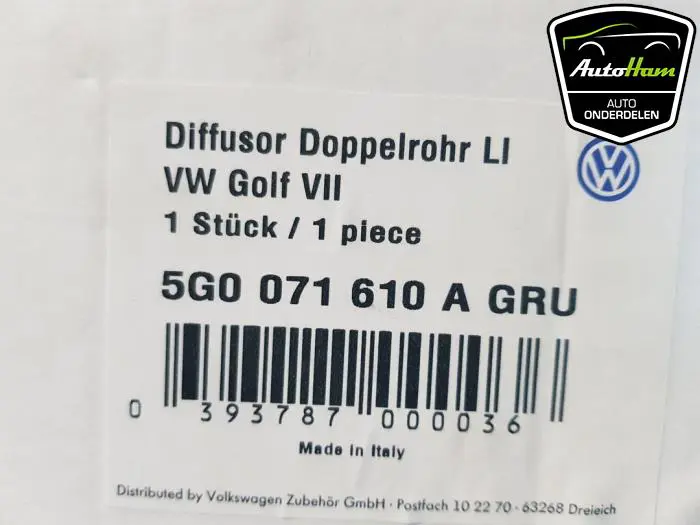 AutoHam
AUTO
ONDERDELEN
Diffusor Doppelrohr LI
VW Golf VII
1 Stück / 1 piece
5G0 071 610 A GRU
0 393787 000036
Made in Italy
Distributed by Volkswagen Zubehör GmbH · Postfach 10 22 70 · 63268 Dreieich